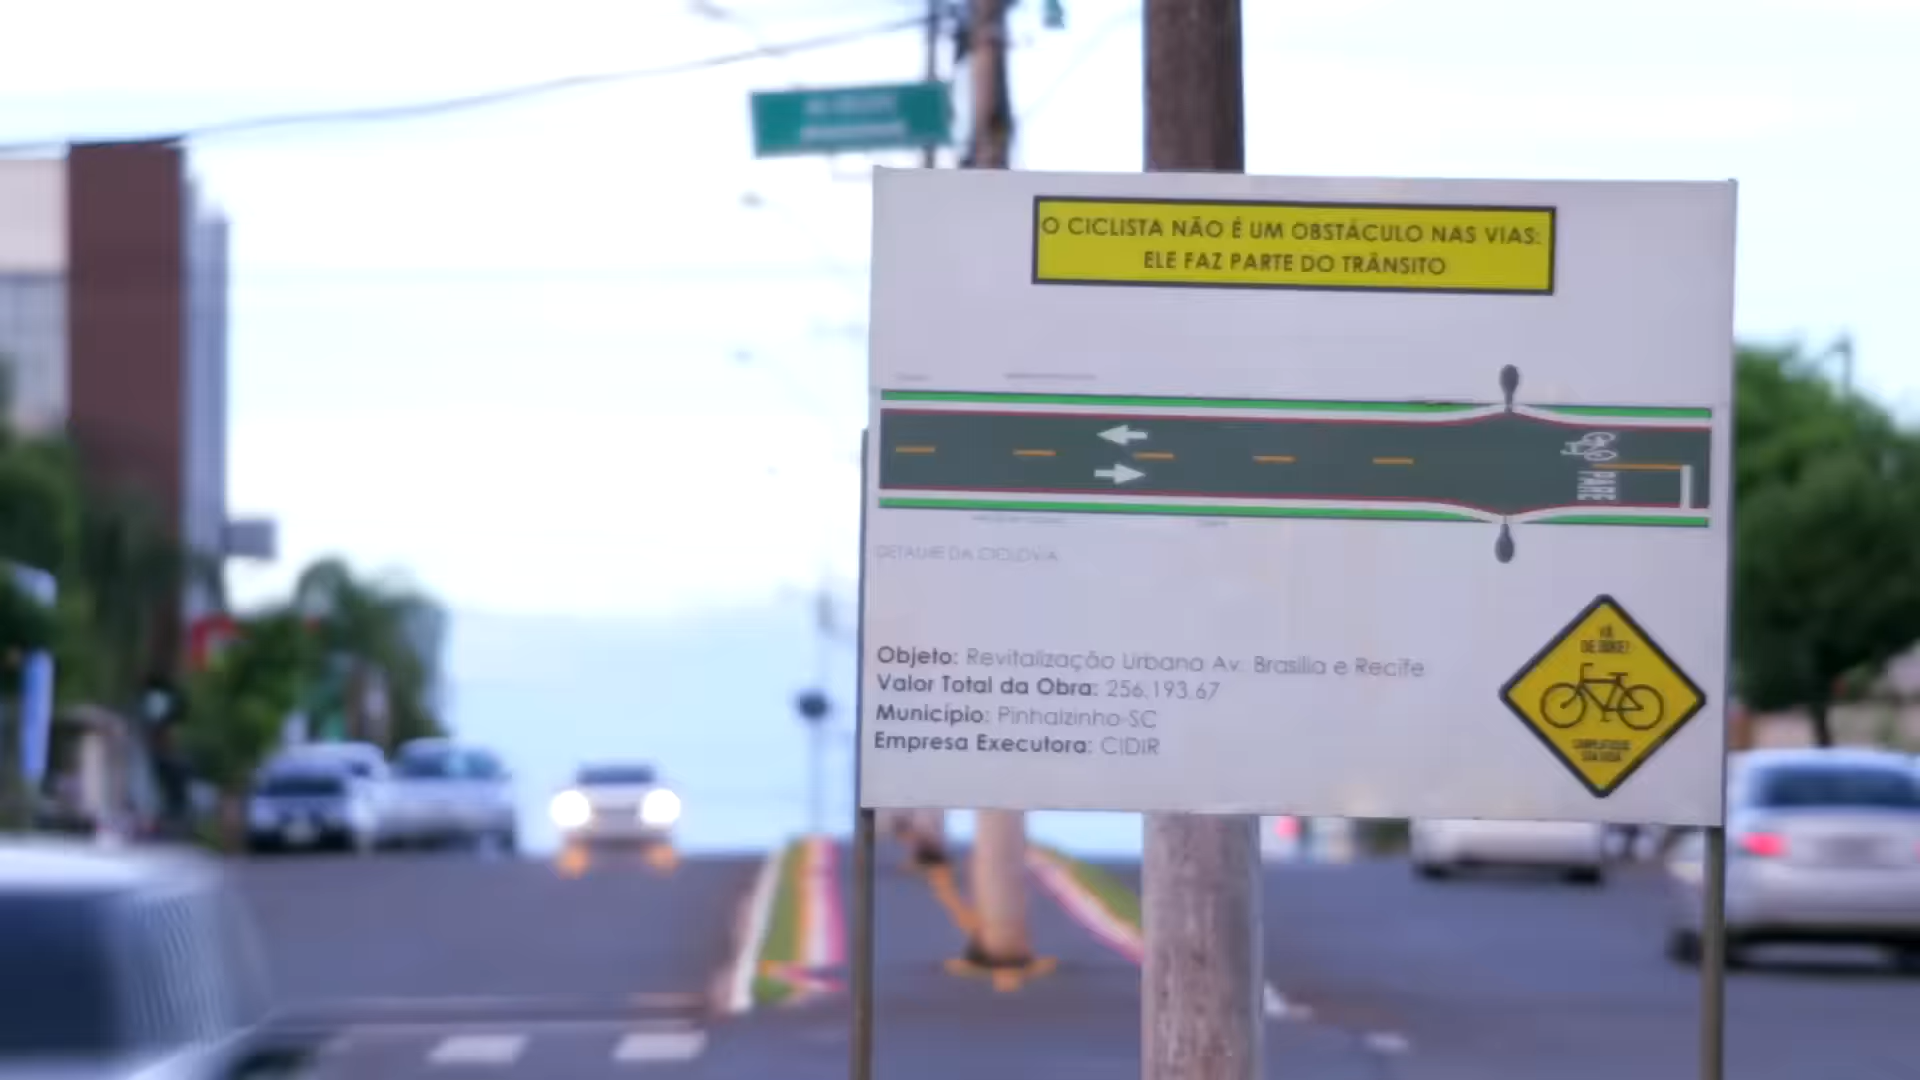 O CICLISTA NÃO É UM OBSTÁCULO NAS VIAS:
ELE FAZ PARTE DO TRÂNSITO
PARE
DETALHE DA CICLOVIA
Objeto: Revitalização Urbana Av. Brasília e Recife
Valor Total da Obra: 256.193,67
Município: Pinhalzinho-SC
Empresa Executora: CIDIR
VÁ
DE BIKE!